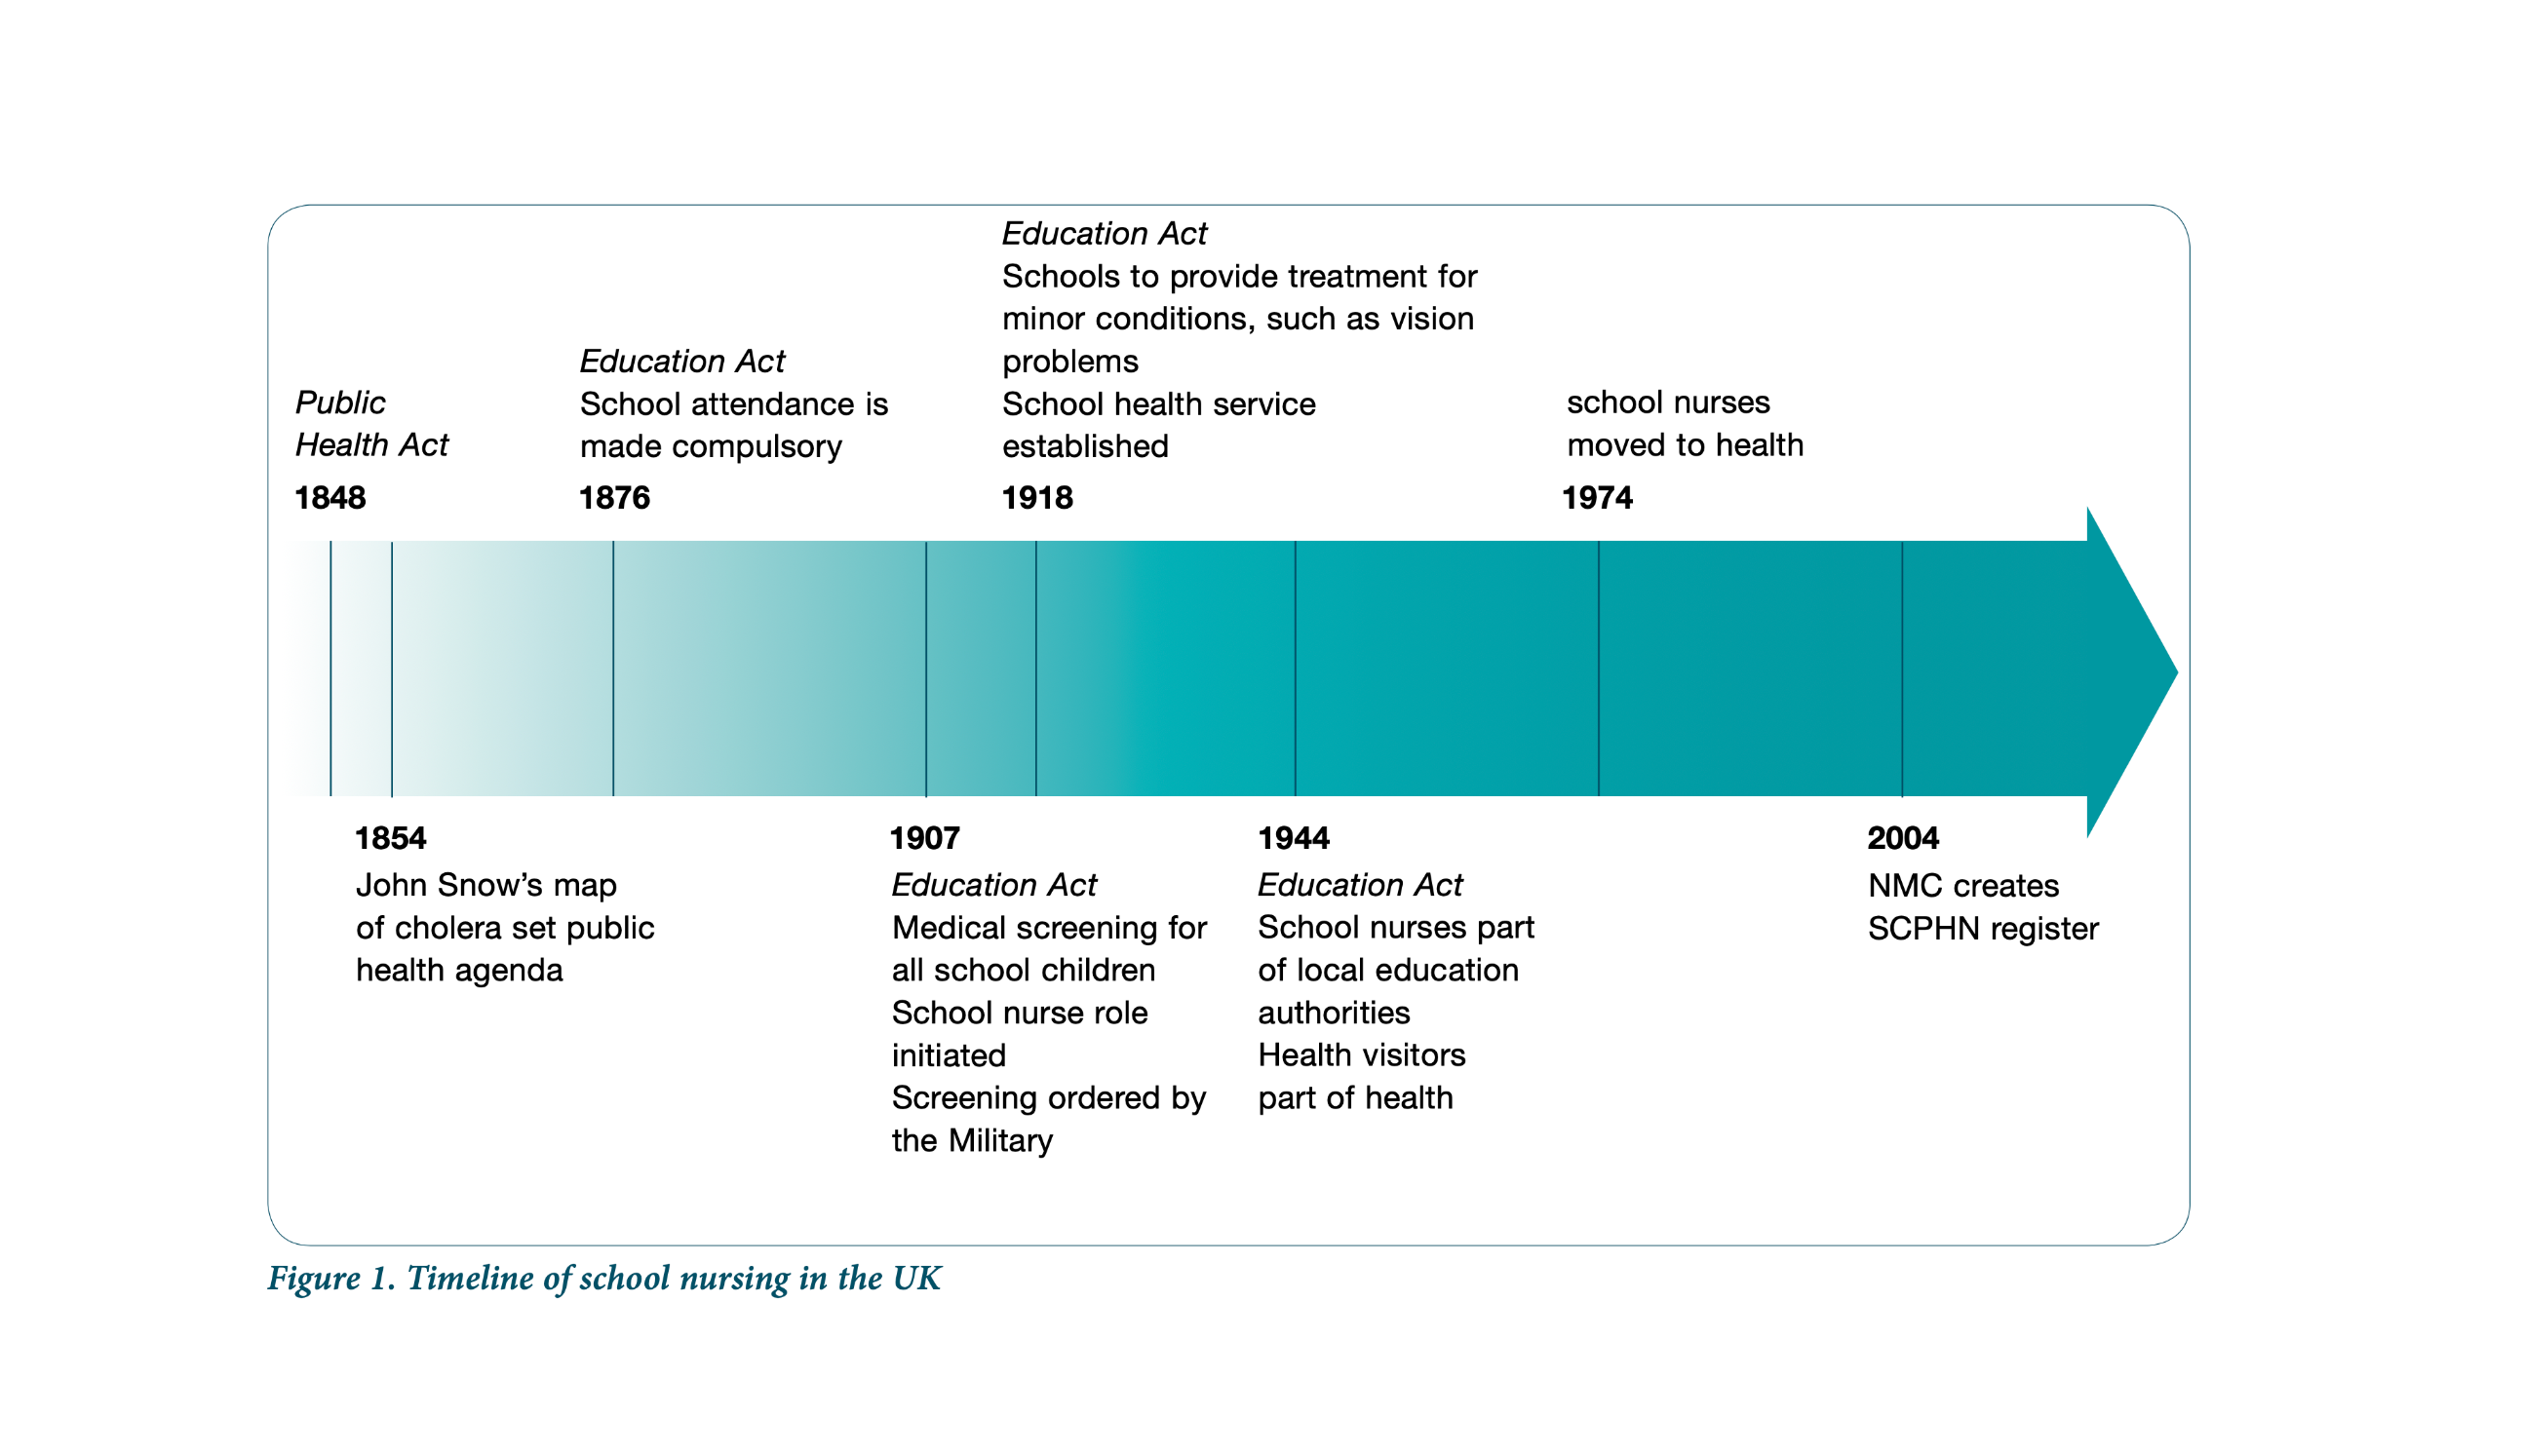 Public
Health Act
1848
Education Act
School attendance is
made compulsory
1876
Education Act
Schools to provide treatment for
minor conditions, such as vision
problems
School health service
established
1918
school nurses
moved to health
1974
1854
John Snow’s map
of cholera set public
health agenda
1907
Education Act
Medical screening for
all school children
School nurse role
initiated
Screening ordered by
the Military
1944
Education Act
School nurses part
of local education
authorities
Health visitors
part of health
2004
NMC creates
SCPHN register
Figure 1. Timeline of school nursing in the UK